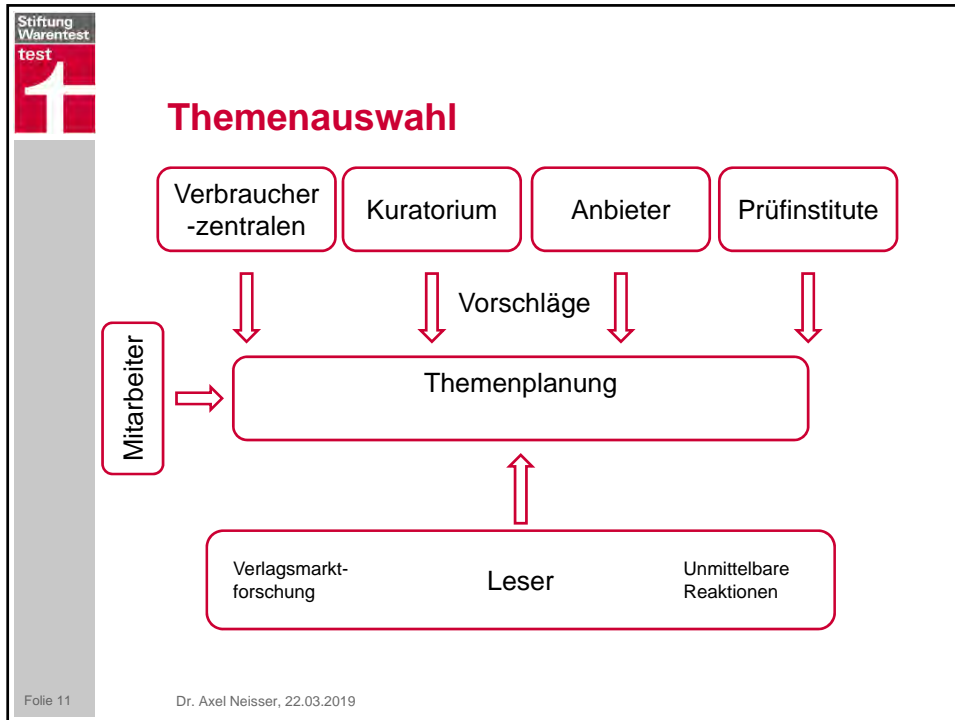 Stiftung
Warentest
test
Themenauswahl
Verbraucher
-zentralen
Kuratorium
Anbieter
Prüfinstitute
Vorschläge
Mitarbeiter
Themenplanung
Verlagsmarkt-
forschung
Leser
Unmittelbare
Reaktionen
Folie 11
Dr. Axel Neisser, 22.03.2019